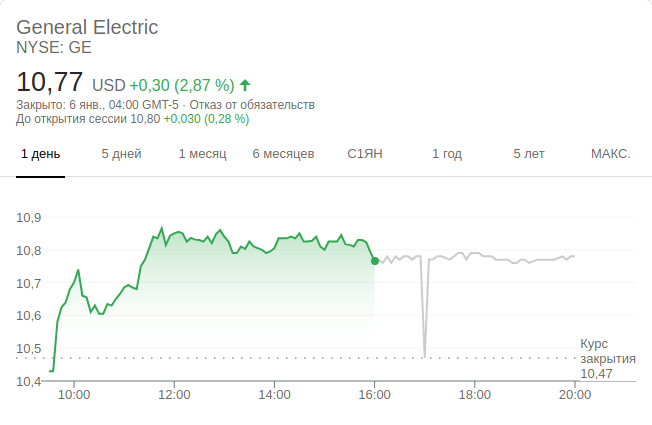 General Electric
NYSE: GE
10,77 USD +0,30 (2,87 %)
Закрыто: 6 янв., 04:00 GMT-5 · Отказ от обязательств
До открытия сессии 10,80 +0,030 (0,28 %)
1 день 5 дней 1 месяц 6 месяцев С1ЯН 1 год 5 лет МАКС.
10,9
10,8
10,7
10,6
10,5
10,4
Курс
закрытия
10,47
10:00 12:00 14:00 16:00 18:00 20:00